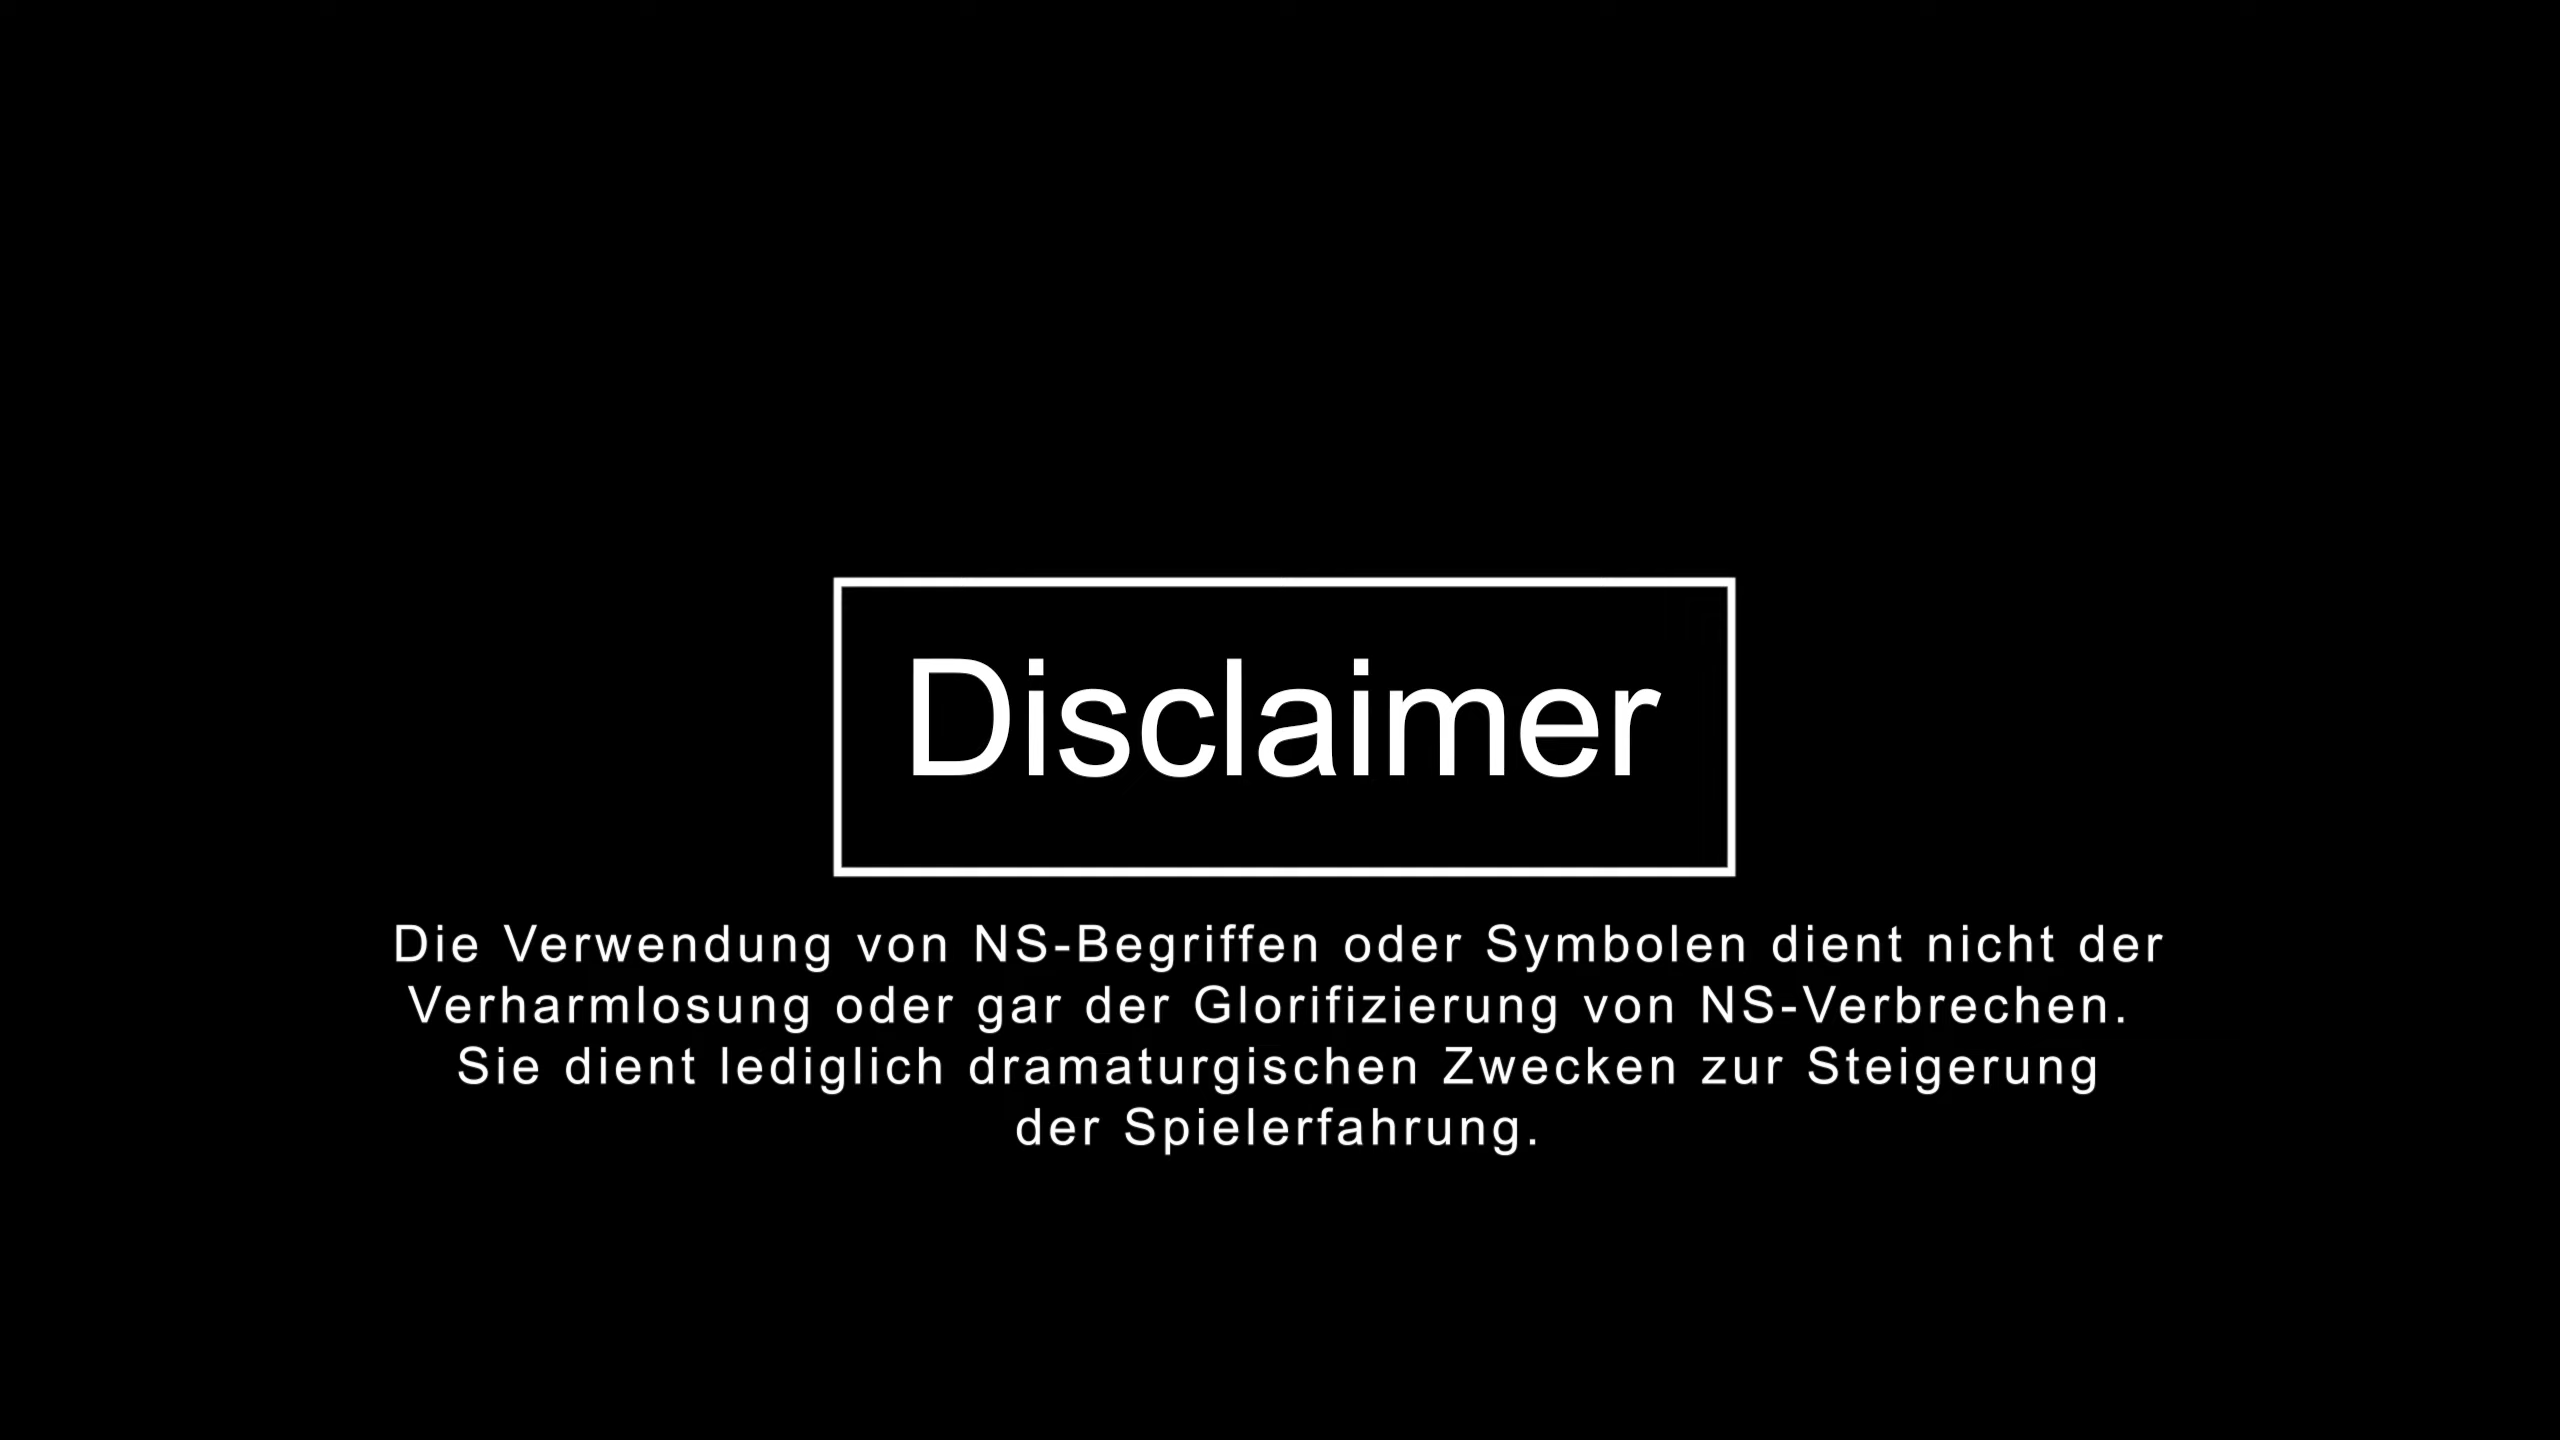 Disclaimer
Die Verwendung von NS-Begriffen oder Symbolen dient nicht der
Verharmlosung oder gar der Glorifizierung von NS-Verbrechen.
Sie dient lediglich dramaturgischen Zwecken zur Steigerung
der Spielerfahrung.